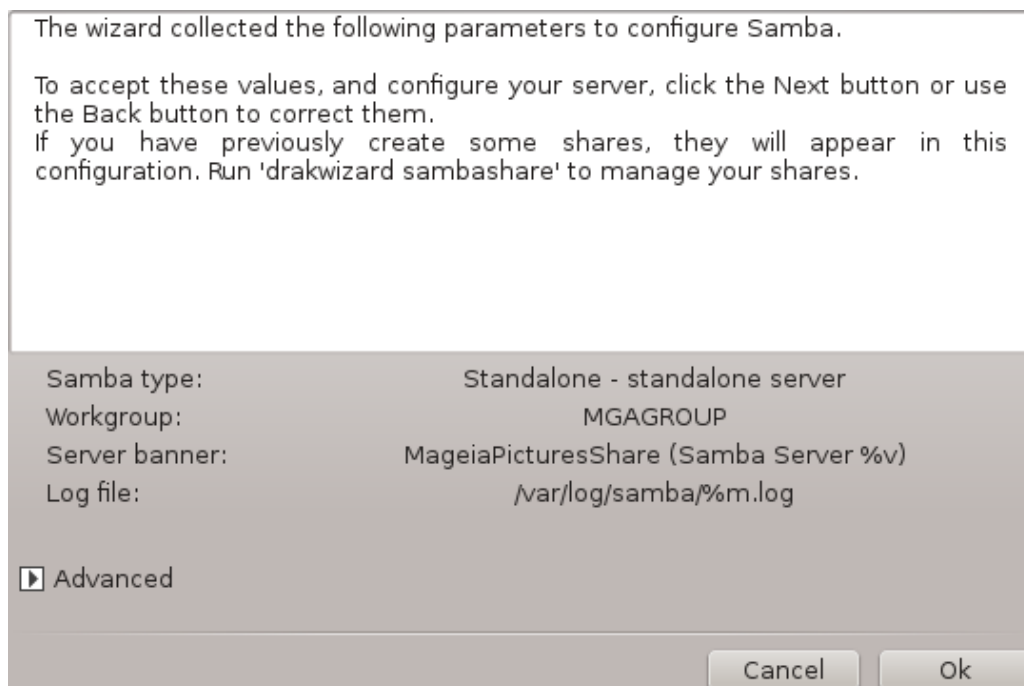 The wizard collected the following parameters to configure Samba.
To accept these values, and configure your server, click the Next button or use
the Back button to correct them.
If you have previously create some shares, they will appear in this
configuration. Run 'drakwizard sambashare' to manage your shares.
Samba type: Standalone - standalone server
Workgroup: MGAGROUP
Server banner: MageiaPicturesShare (Samba Server %v)
Log file: /var/log/samba/%m.log
Advanced
Cancel Ok